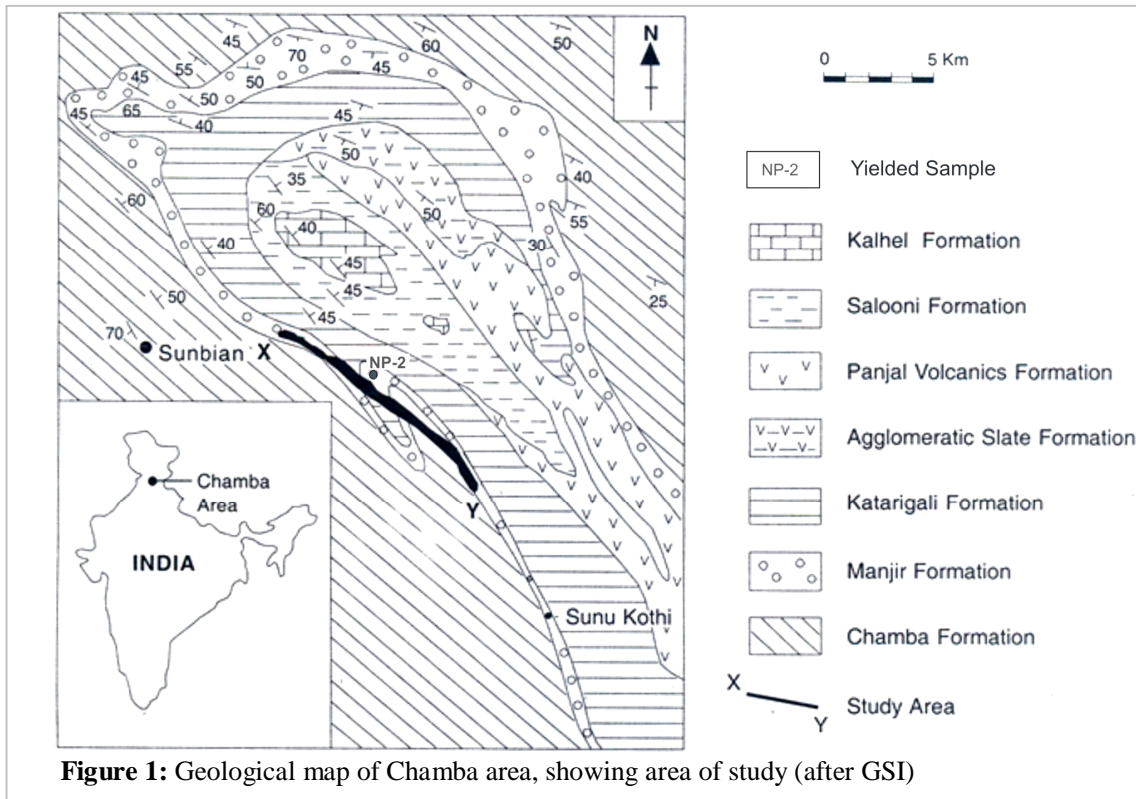 45
60
50
N
0 5 Km
70
55
45
50
45
45
50
65
45
40
45
NP-2 Yielded Sample
50
40
35
55
60
50
Kalhel Formation
40
30
40
45
45
25
Salooni Formation
50
45
70
Sunbian X
NP-2
Panjal Volcanics Formation
Agglomeratic Slate Formation
Chamba
Area
Y
Katarigali Formation
INDIA
Manjir Formation
Sunu Kothi
Chamba Formation
X
Study Area
Y
Figure 1: Geological map of Chamba area, showing area of study (after GSI)